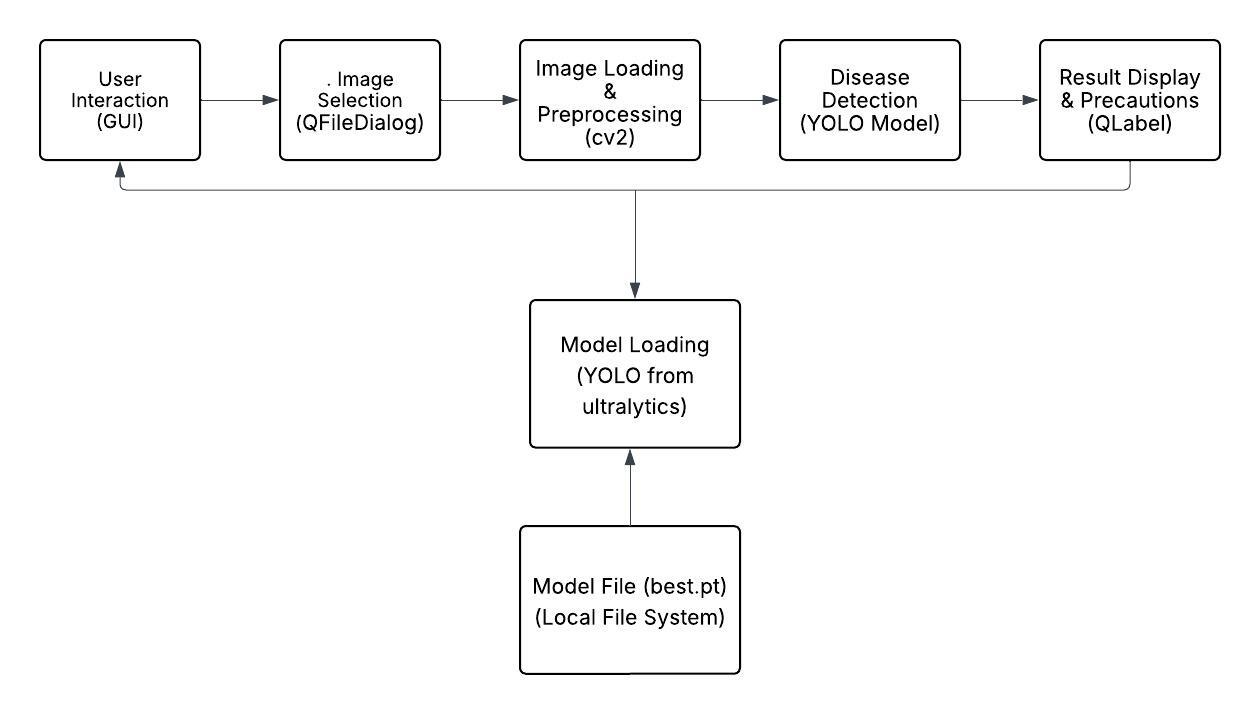 User
Interaction
(GUI)
. Image
Selection
(QFileDialog)
Image Loading
&
Preprocessing
(cv2)
Disease
Detection
(YOLO Model)
Result Display
& Precautions
(QLabel)
Model Loading
(YOLO from
ultralytics)
Model File (best.pt)
(Local File System)